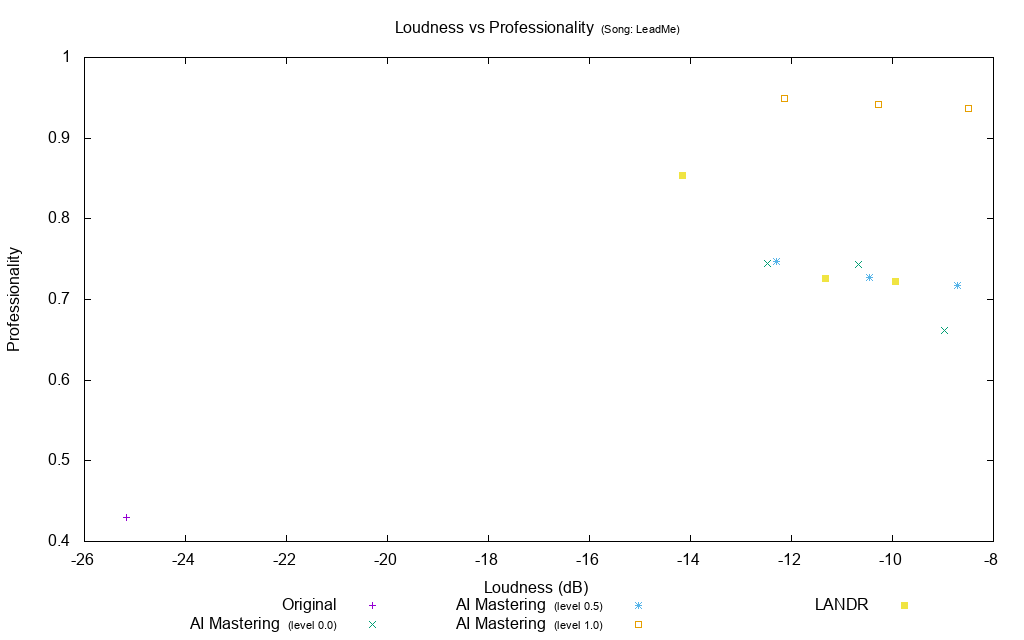 Loudness vs Professionality (Song: LeadMe)
1
0.9
0.8
0.7
0.6
0.5
0.4
Professionality
-26 -24 -22 -20 -18 -16 -14 -12 -10 -8
Loudness (dB)
Original AI Mastering (level 0.5) LANDR
AI Mastering (level 0.0) AI Mastering (level 1.0)